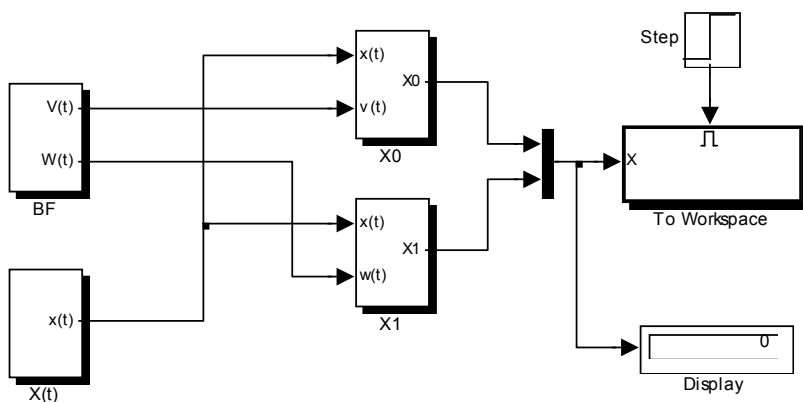 Step
x(t)
X0
v(t)
X0
V(t)
W(t)
BF
X
To Workspace
x(t)
X1
w(t)
X1
x(t)
X(t)
0
Display